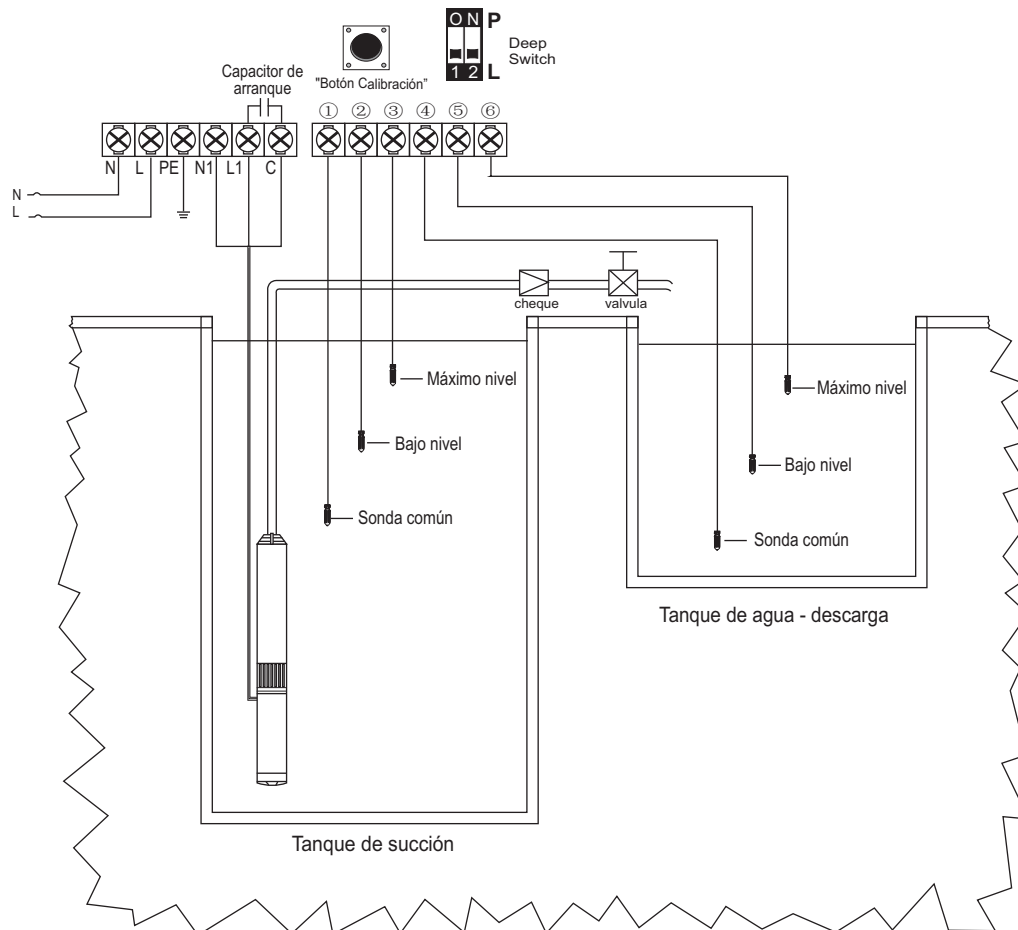 ON P
Deep
Switch
1 2 L
Capacitor de
arranque
"Botón Calibración”
① ② ③ ④ ⑤ ⑥
N L PE N1 L1 C
N
L
cheque
valvula
Máximo nivel
Bajo nivel
Sonda común
Máximo nivel
Bajo nivel
Sonda común
Tanque de agua - descarga
Tanque de succión